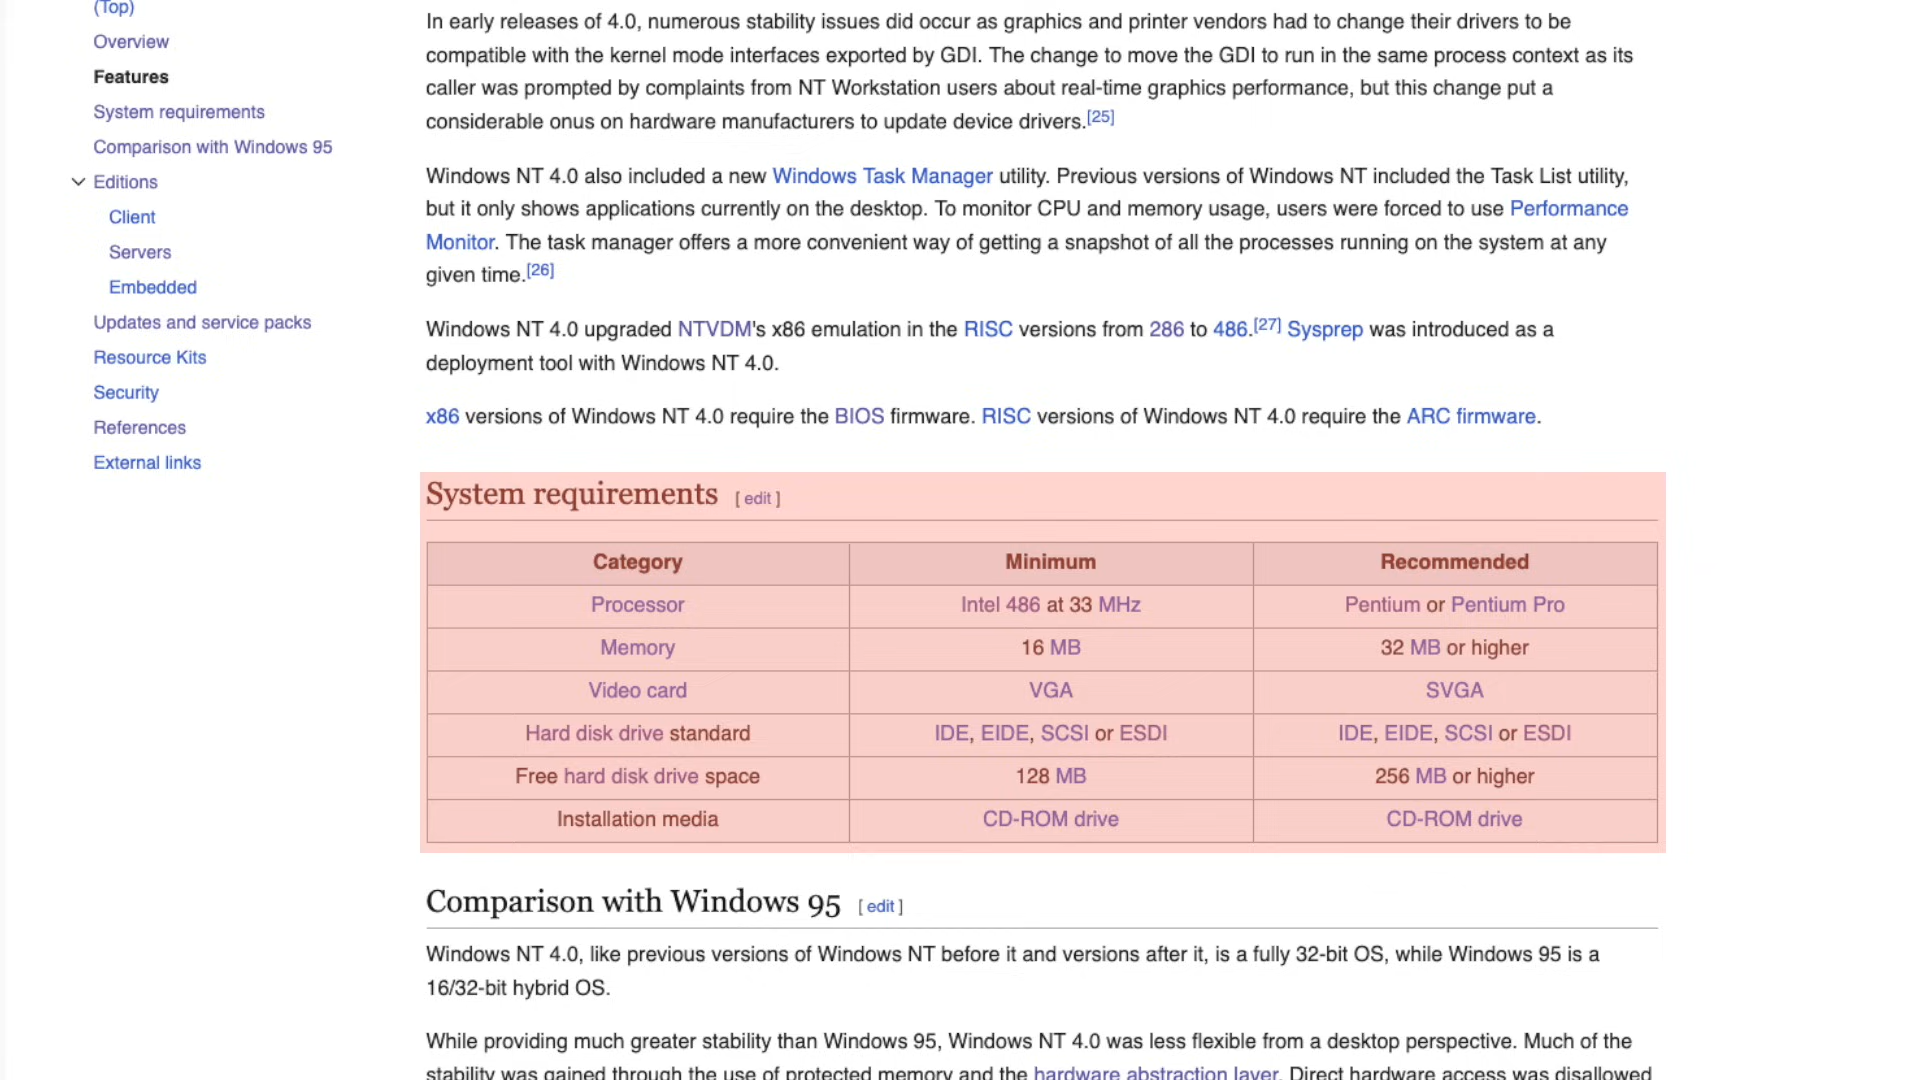 (Top)
Overview
Features
System requirements
Comparison with Windows 95
Editions
Client
Servers
Embedded
Updates and service packs
Resource Kits
Security
References
External links
In early releases of 4.0, numerous stability issues did occur as graphics and printer vendors had to change their drivers to be
compatible with the kernel mode interfaces exported by GDI. The change to move the GDI to run in the same process context as its
caller was prompted by complaints from NT Workstation users about real-time graphics performance, but this change put a
considerable onus on hardware manufacturers to update device drivers.[25]
Windows NT 4.0 also included a new Windows Task Manager utility. Previous versions of Windows NT included the Task List utility,
but it only shows applications currently on the desktop. To monitor CPU and memory usage, users were forced to use Performance
Monitor. The task manager offers a more convenient way of getting a snapshot of all the processes running on the system at any
given time.[26]
Windows NT 4.0 upgraded NTVDM's x86 emulation in the RISC versions from 286 to 486.[27] Sysprep was introduced as a
deployment tool with Windows NT 4.0.
x86 versions of Windows NT 4.0 require the BIOS firmware. RISC versions of Windows NT 4.0 require the ARC firmware.
System requirements [ edit ]
Category Minimum Recommended
Processor Intel 486 at 33 MHz Pentium or Pentium Pro
Memory 16 MB 32 MB or higher
Video card VGA SVGA
Hard disk drive standard IDE, EIDE, SCSI or ESDI IDE, EIDE, SCSI or ESDI
Free hard disk drive space 128 MB 256 MB or higher
Installation media CD-ROM drive CD-ROM drive
Comparison with Windows 95 [ edit ]
Windows NT 4.0, like previous versions of Windows NT before it and versions after it, is a fully 32-bit OS, while Windows 95 is a
16/32-bit hybrid OS.
While providing much greater stability than Windows 95, Windows NT 4.0 was less flexible from a desktop perspective. Much of the
stability was gained through the use of protected memory and the hardware abstraction layer. Direct hardware access was disallowed